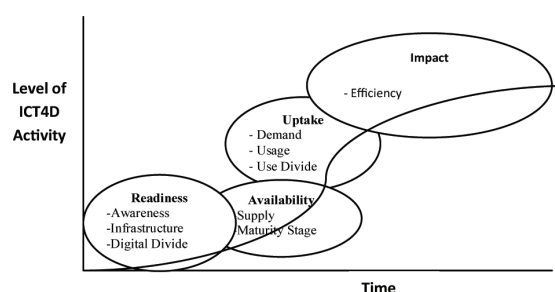 Level of
ICT4D
Activity
Impact
- Efficiency
Uptake
- Demand
- Usage
- Use Divide
Readiness
-Awareness
-Infrastructure
-Digital Divide
Availability
Supply
-Maturity Stage
Time